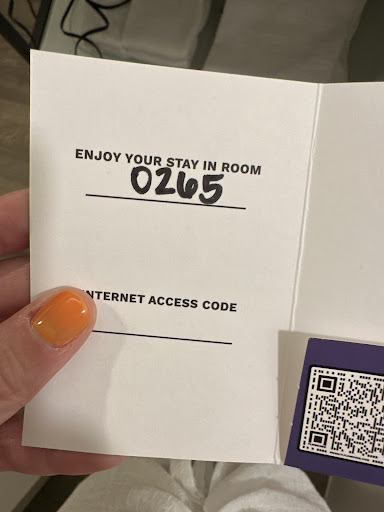 ENJOY YOUR STAY IN ROOM
0265
INTERNET ACCESS CODE